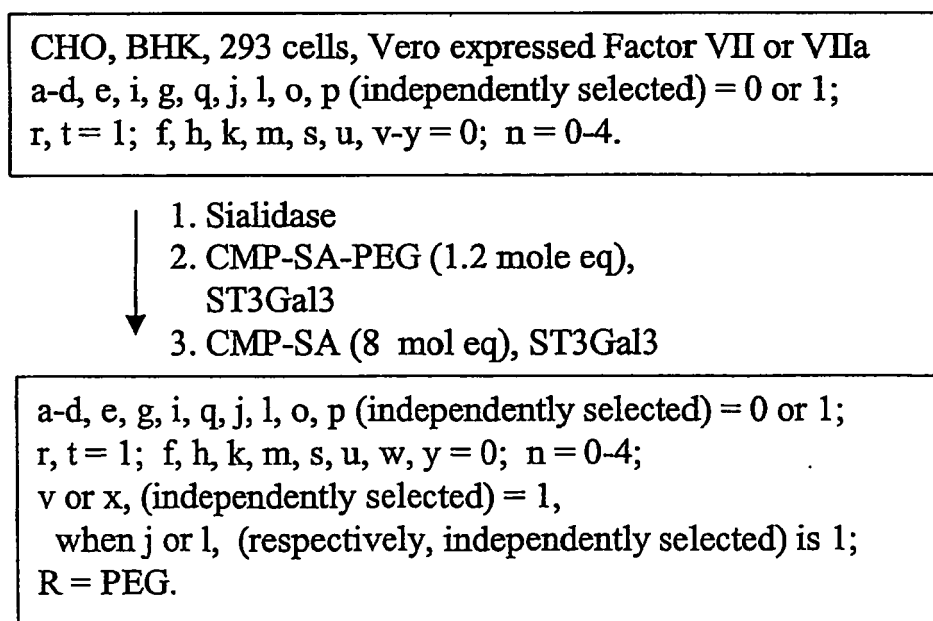 CHO, BHK, 293 cells, Vero expressed Factor VII or VIIa
a-d, e, i, g, q, j, l, o, p (independently selected) = 0 or 1;
r, t = 1; f, h, k, m, s, u, v-y = 0; n = 0-4.
1. Sialidase
2. CMP-SA-PEG (1.2 mole eq),
ST3Gal3
3. CMP-SA (8 mol eq), ST3Gal3
a-d, e, g, i, q, j, l, o, p (independently selected) = 0 or 1;
r, t = 1; f, h, k, m, s, u, w, y = 0; n = 0-4;
v or x, (independently selected) = 1,
when j or l, (respectively, independently selected) is 1;
R = PEG.